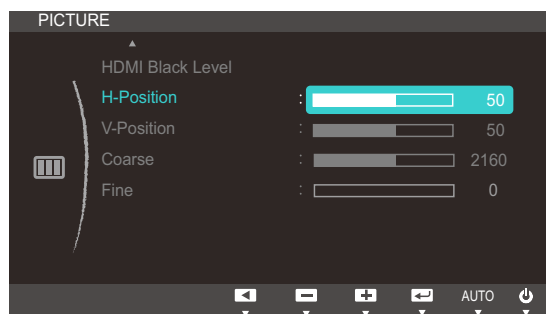 PICTURE
HDMI Black Level
H-Position : 50
V-Position : 50
Coarse : 2160
Fine : 0
AUTO